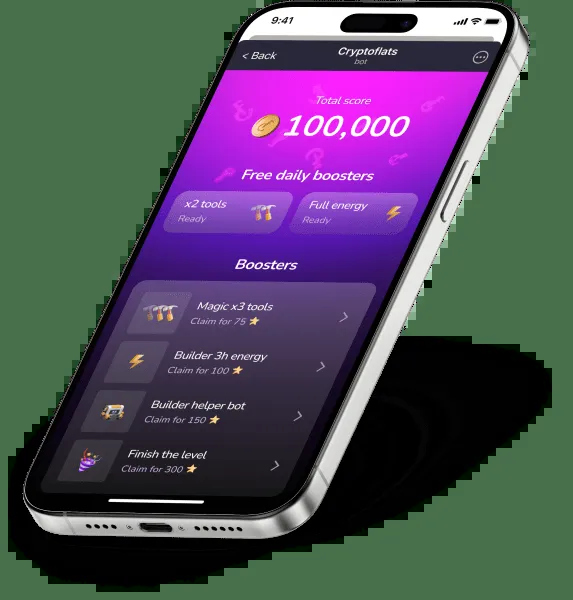 9:41
< Back
Cryptoflats
bot
Total score
100,000
Free daily boosters
x2 tools
Ready
Full energy
Ready
Boosters
Magic x3 tools
Claim for 75 ⭐
Builder 3h energy
Claim for 100 ⭐
Builder helper bot
Claim for 150 ⭐
Finish the level
Claim for 300 ⭐